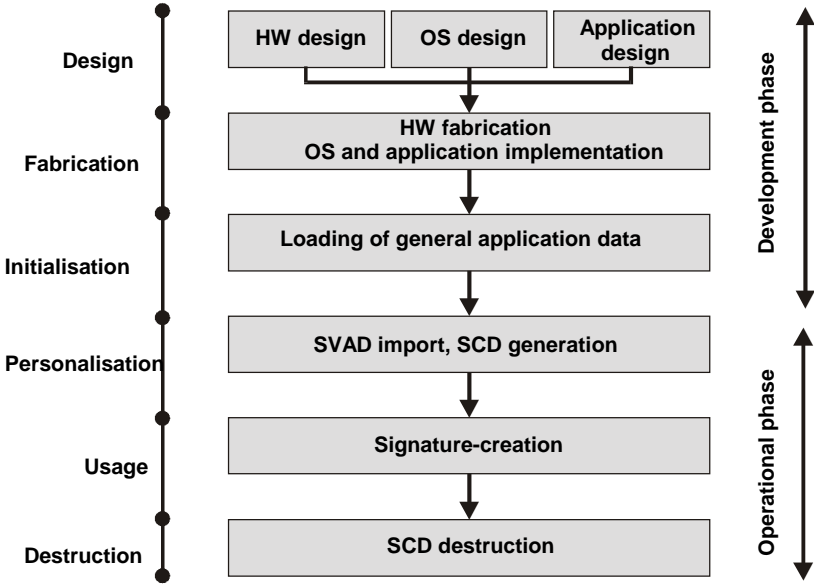 HW design
OS design
Application
design
Design
HW fabrication
OS and application implementation
Fabrication
Loading of general application data
Initialisation
Development phase
SVAD import, SCD generation
Personalisation
Signature-creation
Usage
SCD destruction
Destruction
Operational phase